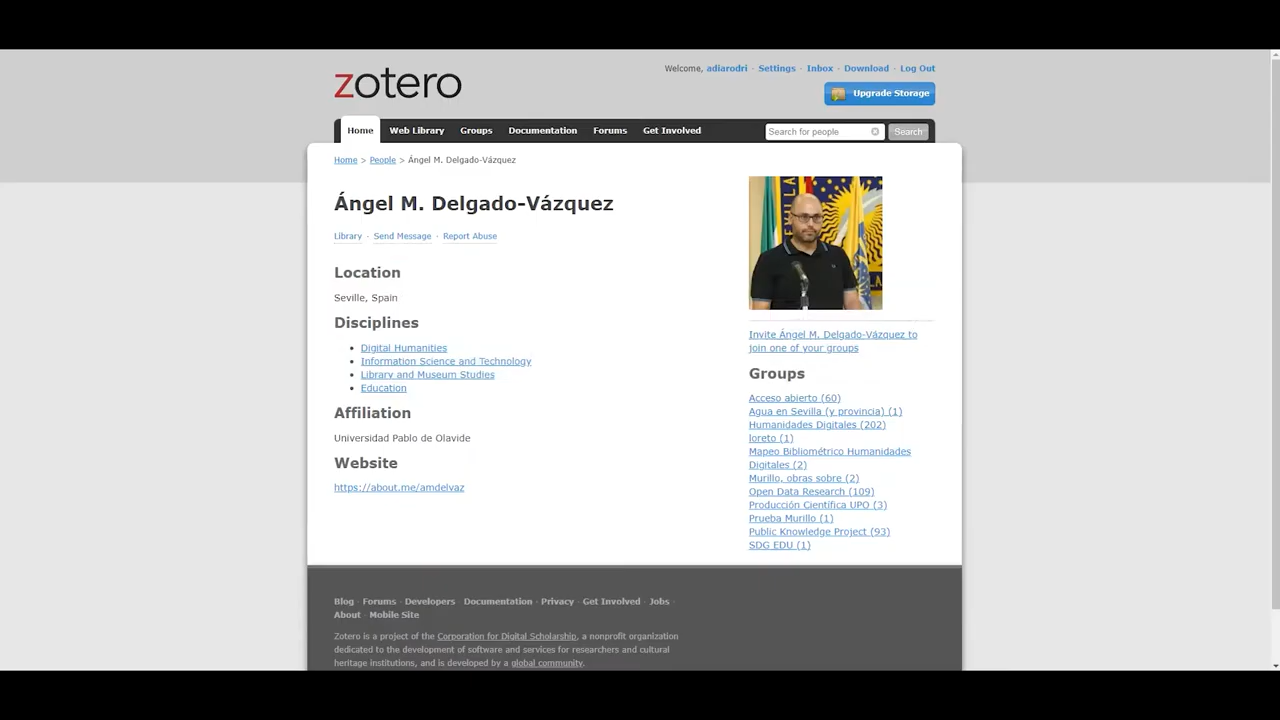 zotero
Welcome, adiarodri · Settings · Inbox · Download · Log Out
Upgrade Storage
Home Web Library Groups Documentation Forums Get Involved
Search for people Search
Home > People > Ángel M. Delgado-Vázquez
Ángel M. Delgado-Vázquez
Library · Send Message · Report Abuse
Location
Seville, Spain
Disciplines
• Digital Humanities
• Information Science and Technology
• Library and Museum Studies
• Education
Affiliation
Universidad Pablo de Olavide
Website
https://about.me/amdelvaz
Invite Ángel M. Delgado-Vázquez to
join one of your groups
Groups
Acceso abierto (60)
Agua en Sevilla (y provincia) (1)
Humanidades Digitales (202)
loreto (1)
Mapeo Bibliométrico Humanidades
Digitales (2)
Murillo, obras sobre (2)
Open Data Research (109)
Producción Científica UPO (3)
Prueba Murillo (1)
Public Knowledge Project (93)
SDG EDU (1)
Blog · Forums · Developers · Documentation · Privacy · Get Involved · Jobs ·
About · Mobile Site
Zotero is a project of the Corporation for Digital Scholarship, a nonprofit organization
dedicated to the development of software and services for researchers and cultural
heritage institutions, and is developed by a global community.